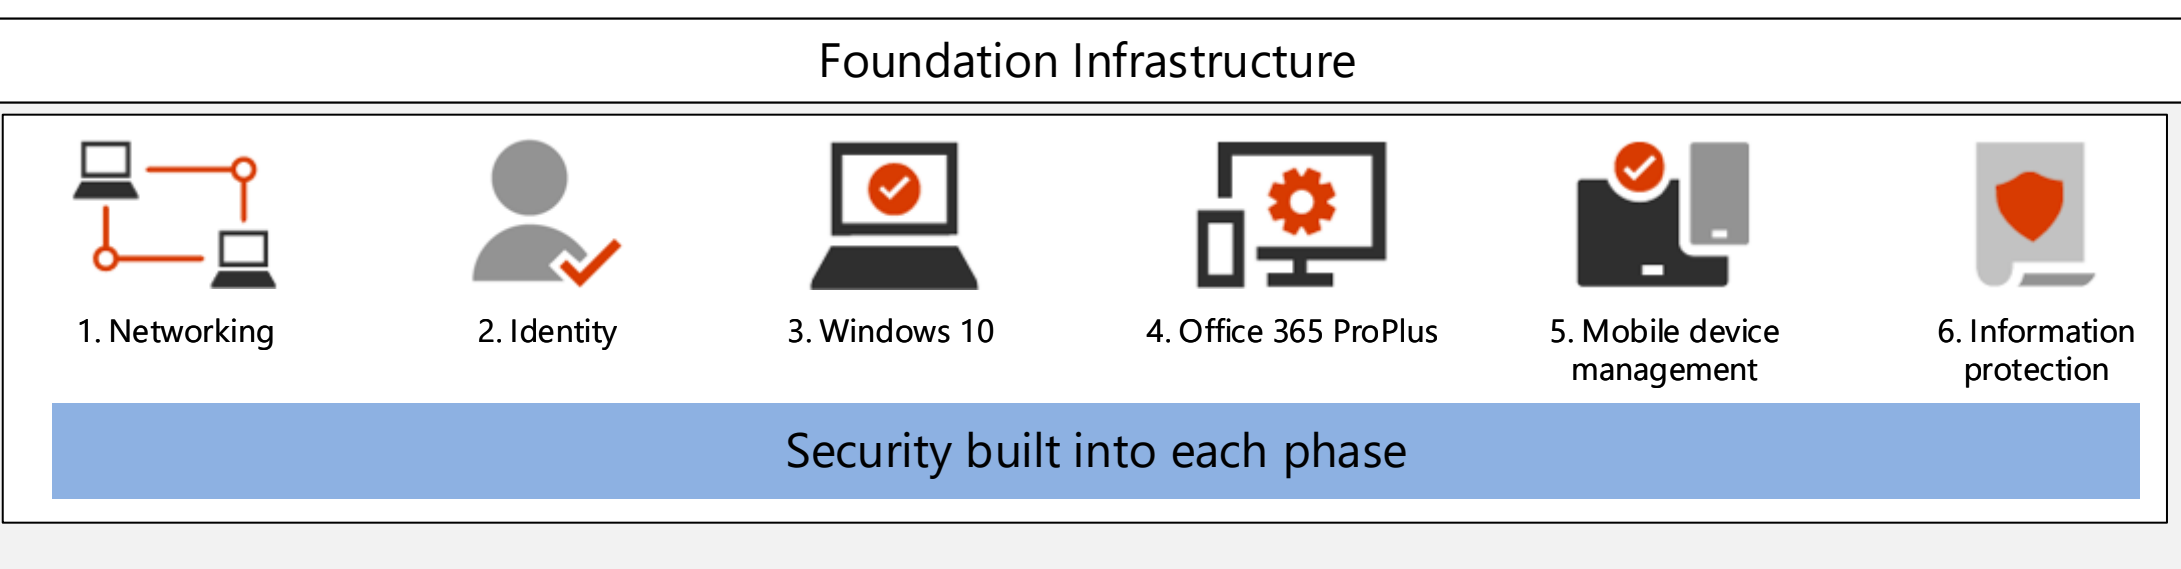 Foundation Infrastructure
1. Networking
2. Identity
3. Windows 10
4. Office 365 ProPlus
5. Mobile device
management
6. Information
protection
Security built into each phase